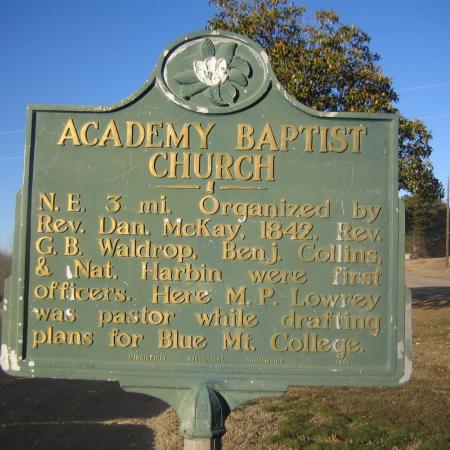 ACADEMY BAPTIST
CHURCH
N.E. 3 mi. Organized by
Rev. Dan. McKay, 1842. Rev.
G.B. Waldrop, Benj. Collins,
& Nat. Harbin were first
officers. Here M.P. Lowrey
was pastor while drafting
plans for Blue Mt. College.